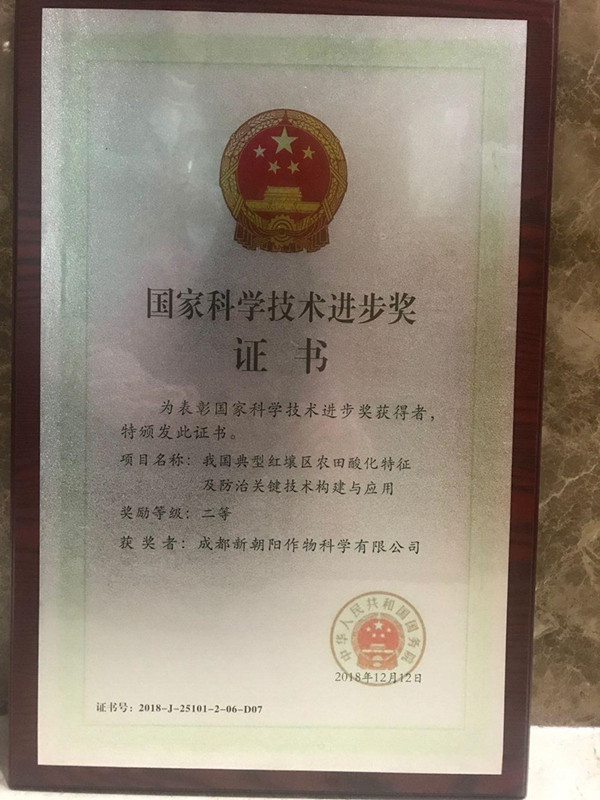 国家科学技术进步奖
证书
为表彰国家科学技术进步奖获得者，
特颁发此证书。
项目名称：我国典型红壤区农田酸化特征
及防治关键技术构建与应用
奖励等级：二等
获奖者：成都新朝阳作物科学有限公司
中华人民共和国国务院
2018年12月12日
证书号：2018-J-25101-2-06-D07